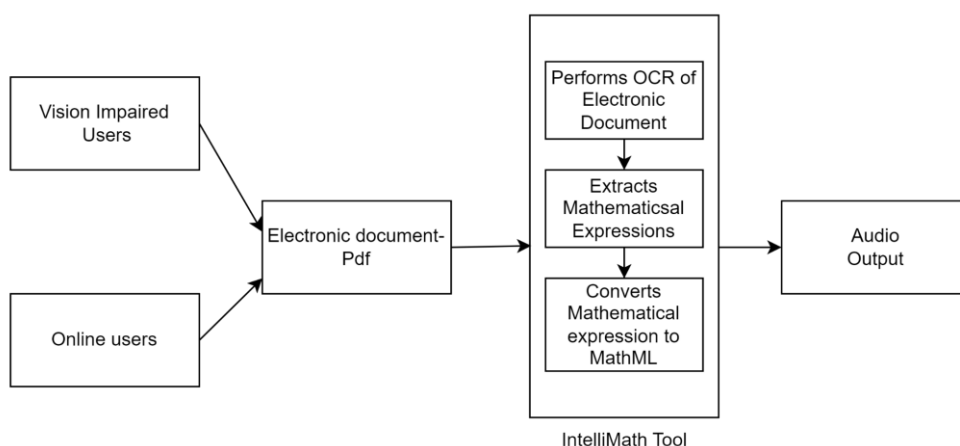 Vision Impaired
Users
Online users
Electronic document-
Pdf
Performs OCR of
Electronic
Document
Extracts
Mathematicsal
Expressions
Converts
Mathematical
expression to
MathML
IntelliMath Tool
Audio
Output